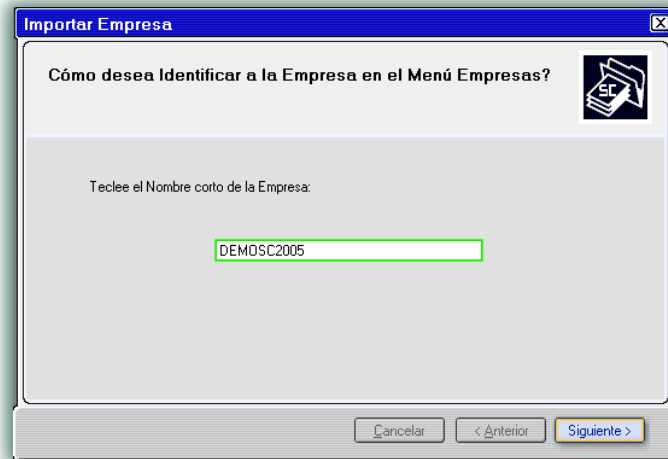 Importar Empresa
Cómo desea Identificar a la Empresa en el Menú Empresas?
SC
Teclee el Nombre corto de la Empresa:
DEMOSC2005
Cancelar
< Anterior
Siguiente >